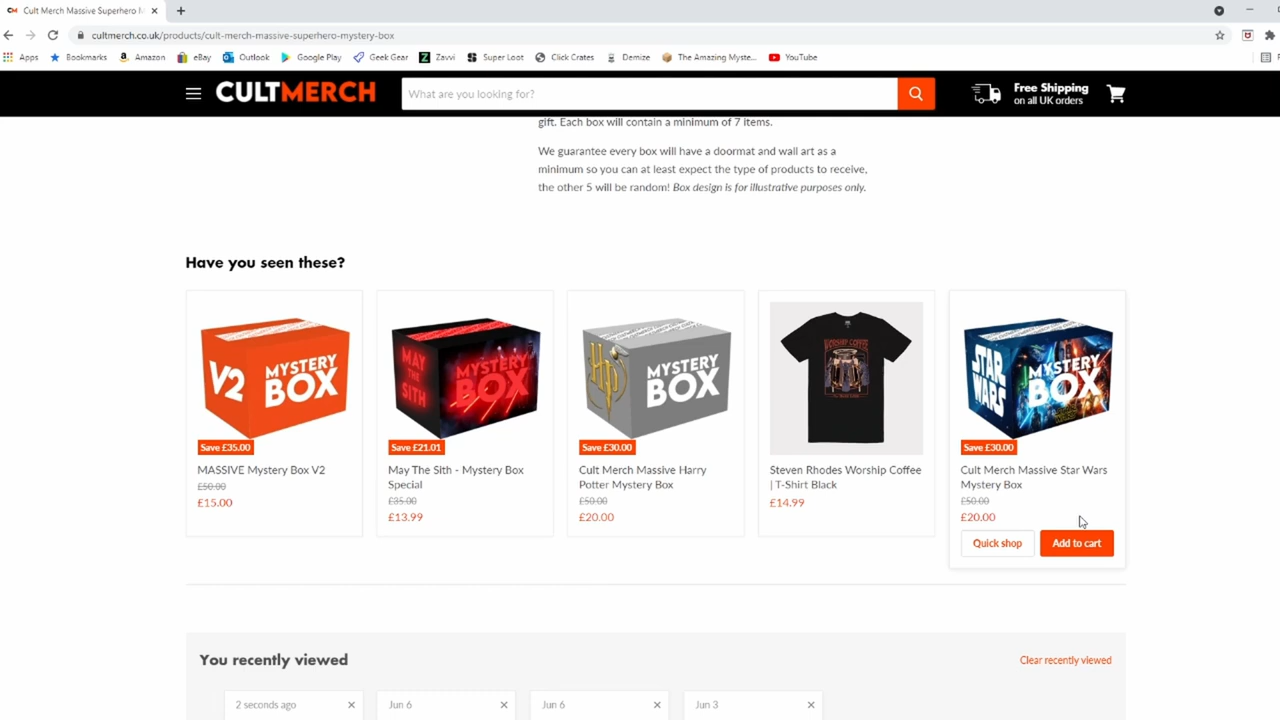 CM Cult Merch Massive Superhero M
cultmerch.co.uk/products/cult-merch-massive-superhero-mystery-box
Apps Bookmarks Amazon eBay Outlook Google Play Geek Gear Zavvi Super Loot Click Crates Demize The Amazing Myste... YouTube
CULTMERCH
What are you looking for?
Free Shipping
on all UK orders
gift. Each box will contain a minimum of 7 items.
We guarantee every box will have a doormat and wall art as a
minimum so you can at least expect the type of products to receive,
the other 5 will be random! Box design is for illustrative purposes only.
Have you seen these?
V2 MYSTERY BOX
Save £35.00
MASSIVE Mystery Box V2
£50.00
£15.00
MAY THE SITH MYSTERY BOX
Save £21.01
May The Sith - Mystery Box
Special
£35.00
£13.99
HP MYSTERY BOX
Save £30.00
Cult Merch Massive Harry
Potter Mystery Box
£50.00
£20.00
WORSHIP COFFEE
Steven Rhodes Worship Coffee
| T-Shirt Black
£14.99
STAR WARS MYSTERY BOX
Save £30.00
Cult Merch Massive Star Wars
Mystery Box
£50.00
£20.00
Quick shop
Add to cart
You recently viewed
Clear recently viewed
2 seconds ago
Jun 6
Jun 6
Jun 3